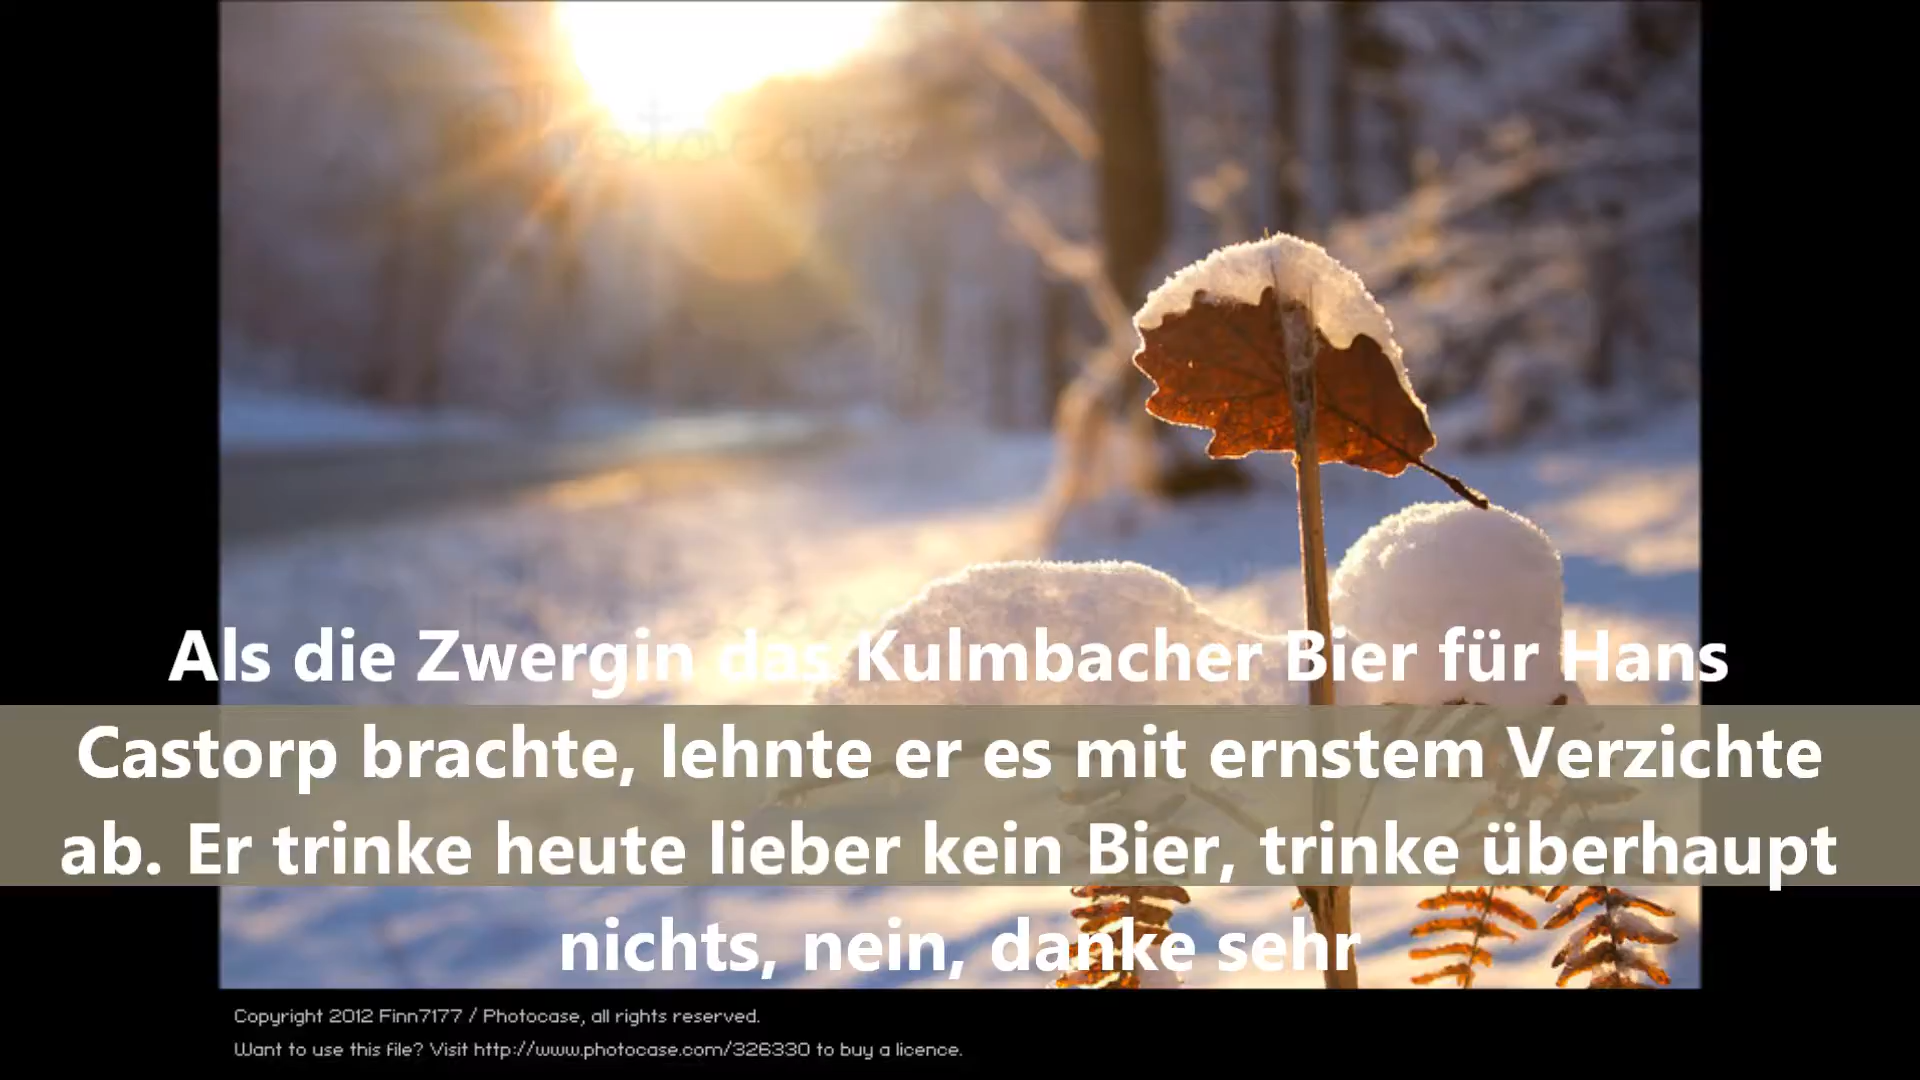 Als die Zwergin das Kulmbacher Bier für Hans
Castorp brachte, lehnte er es mit ernstem Verzichte
ab. Er trinke heute lieber kein Bier, trinke überhaupt
nichts, nein, danke sehr
Copyright 2012 Finn7177 / Photocase, all rights reserved.
Want to use this file? Visit http://www.photocase.com/326330 to buy a licence.